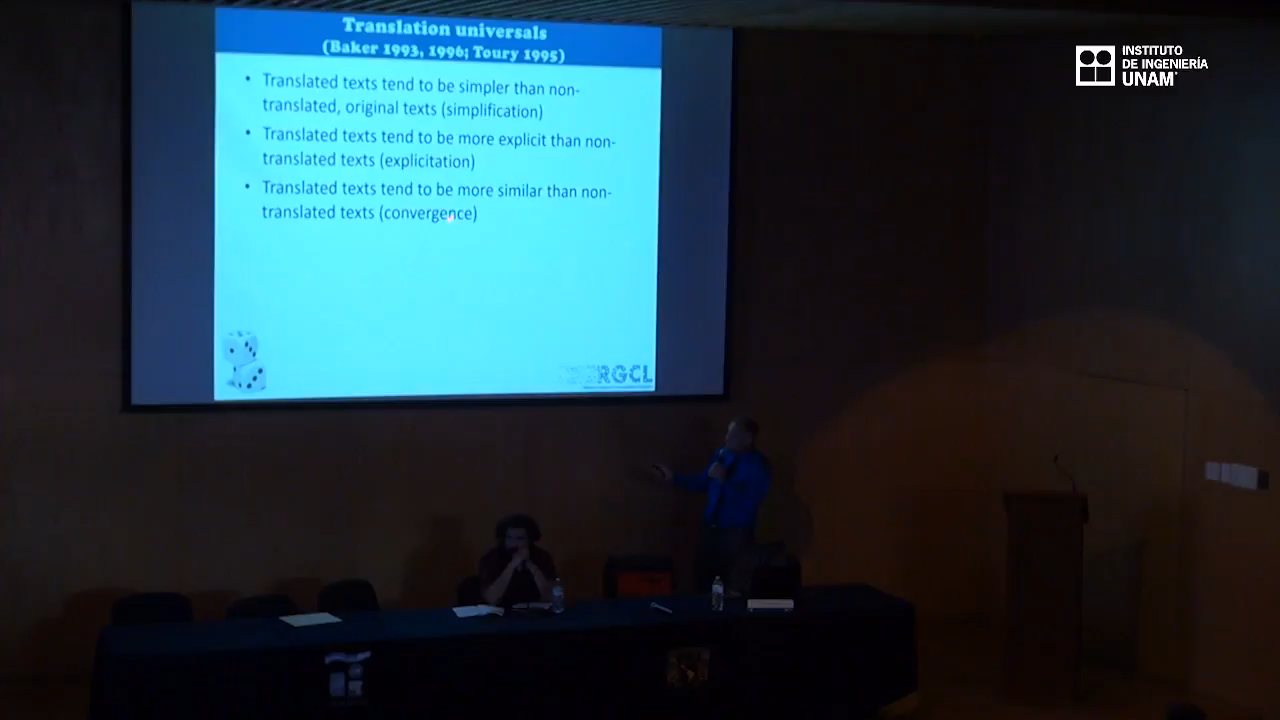 Translation universals
(Baker 1993, 1996; Toury 1995)
• Translated texts tend to be simpler than non-
translated, original texts (simplification)
• Translated texts tend to be more explicit than non-
translated texts (explicitation)
• Translated texts tend to be more similar than non-
translated texts (convergence)
RGCL
INSTITUTO
DE INGENIERÍA
UNAM